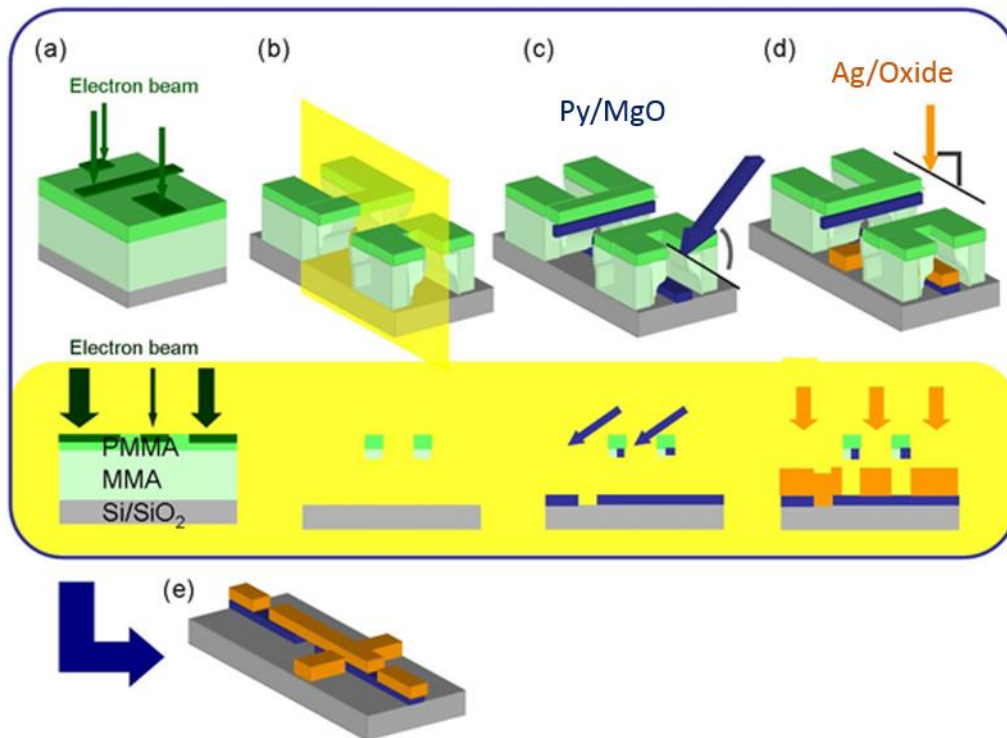 (a)
(b)
(c)
(d)
Electron beam
Py/MgO
Ag/Oxide
Electron beam
PMMA
MMA
Si/SiO₂
(e)